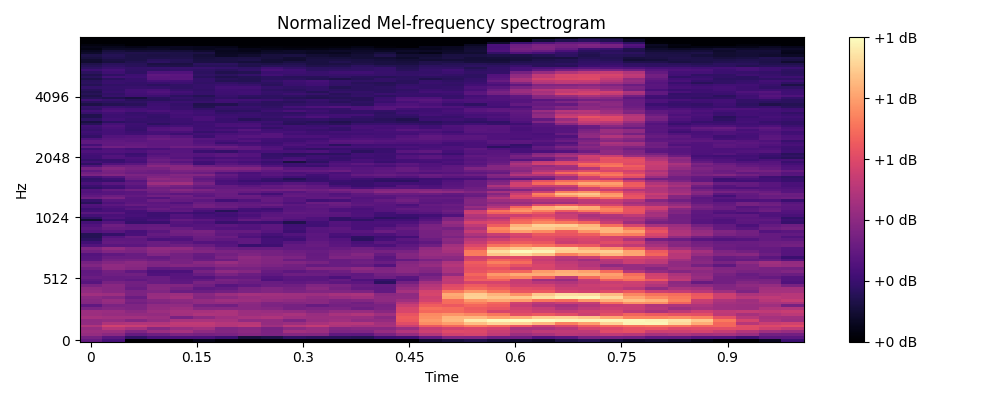 Normalized Mel-frequency spectrogram
Hz
4096
2048
1024
512
0
0 0.15 0.3 0.45 0.6 0.75 0.9
Time
+1 dB
+1 dB
+1 dB
+0 dB
+0 dB
+0 dB